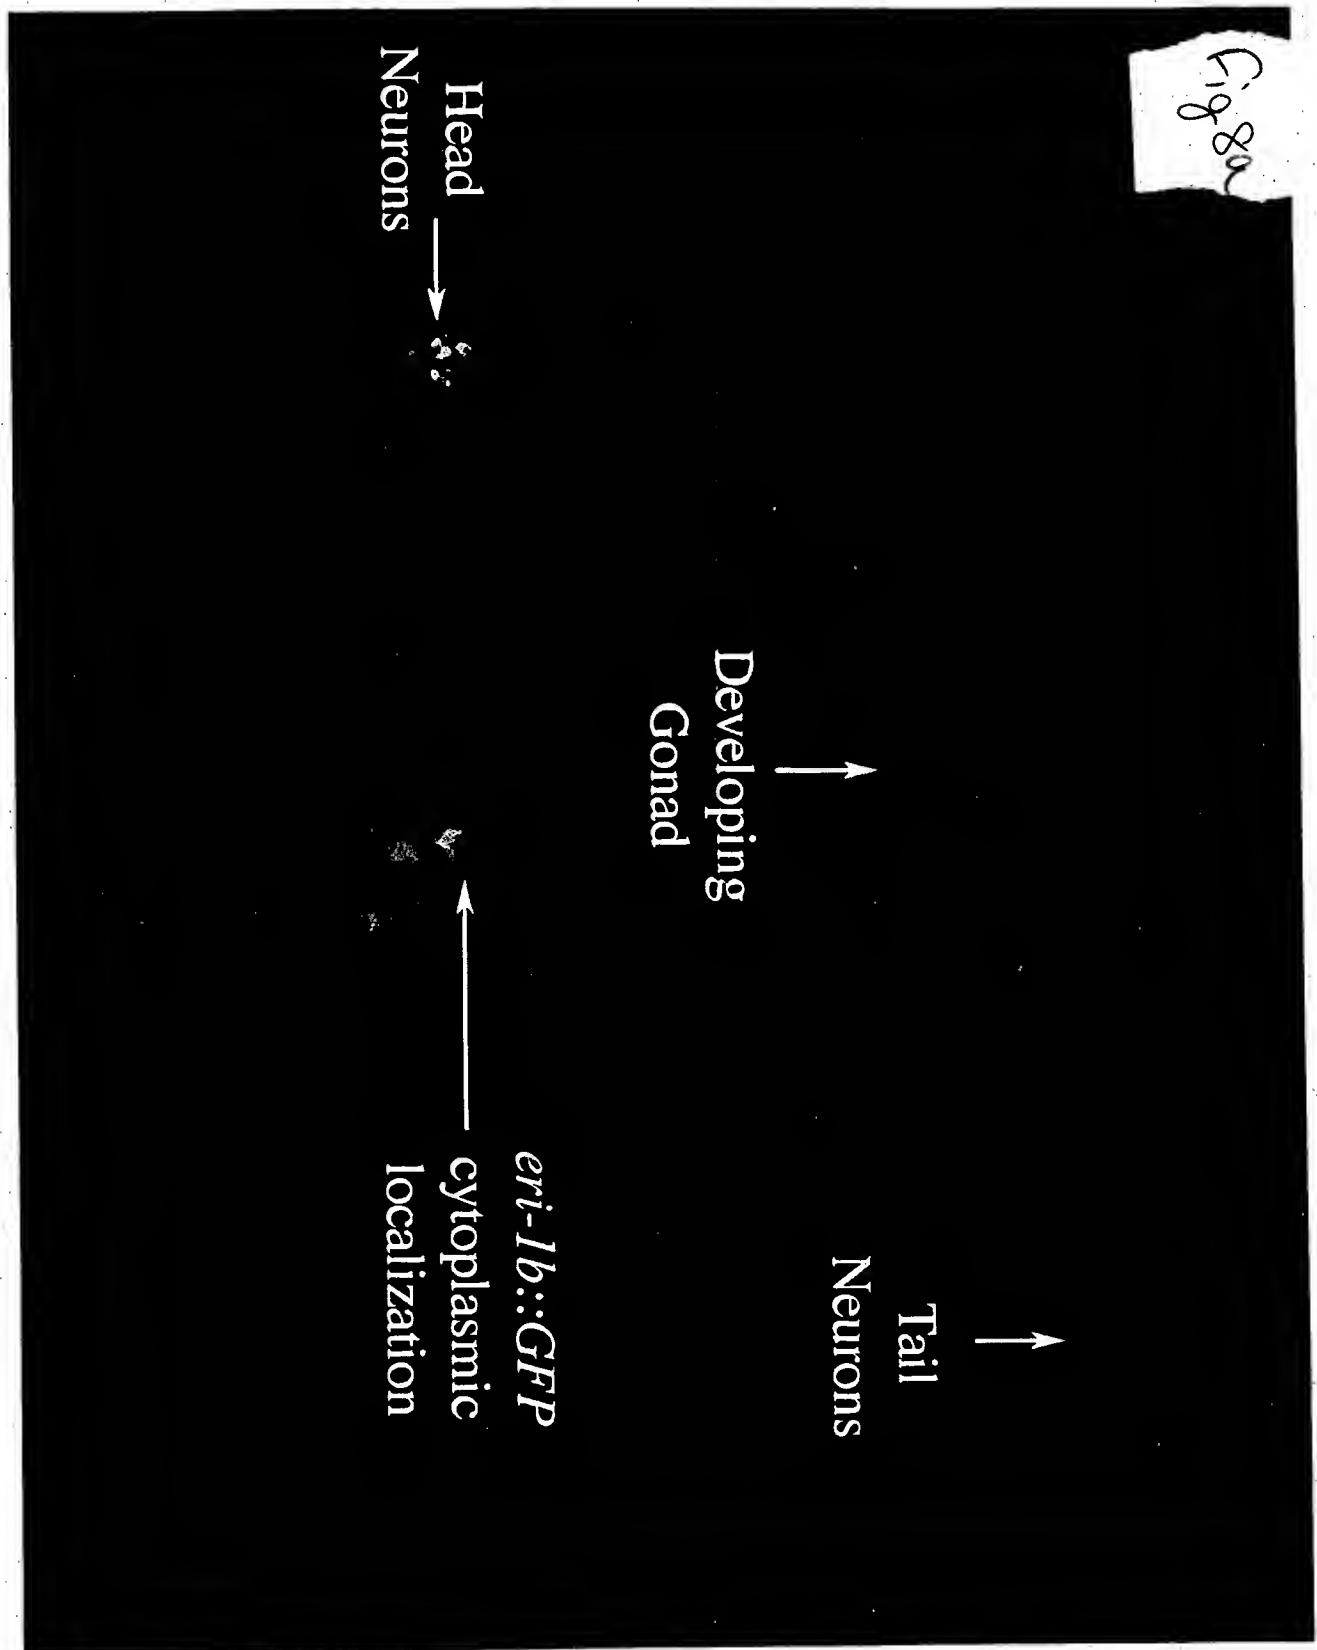 Fig 8a
Tail
Neurons
Developing
Gonad
eri-1b::GFP
cytoplasmic
localization
Head
Neurons